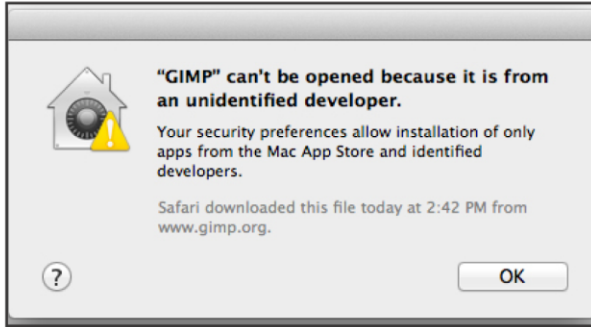 “GIMP” can't be opened because it is from
an unidentified developer.
Your security preferences allow installation of only
apps from the Mac App Store and identified
developers.
Safari downloaded this file today at 2:42 PM from
www.gimp.org.
?
OK